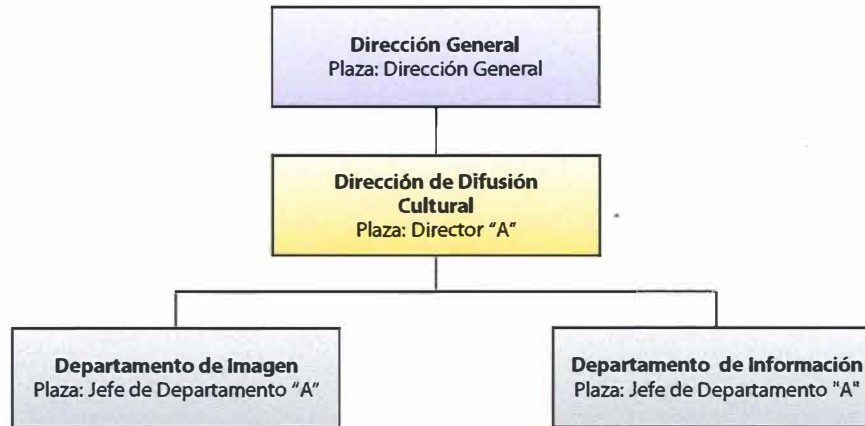 Dirección General
Plaza: Dirección General
Dirección de Difusión
Cultural
Plaza: Director “A”
Departamento de Imagen
Plaza: Jefe de Departamento “A”
Departamento de Información
Plaza: Jefe de Departamento "A"